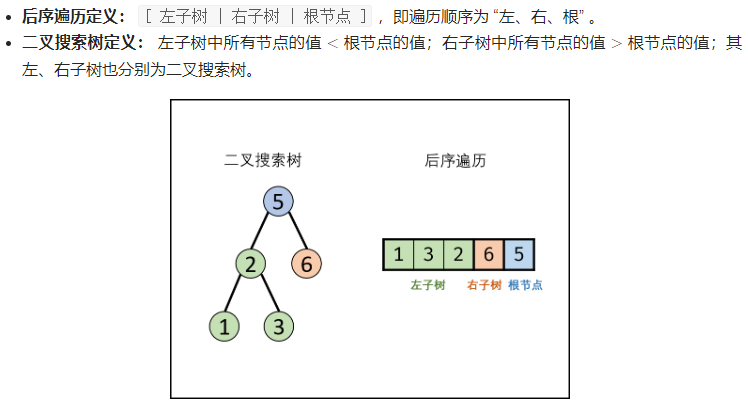 后序遍历定义： [ 左子树 | 右子树 | 根节点 ] ，即遍历顺序为 “左、右、根” 。
二叉搜索树定义： 左子树中所有节点的值 < 根节点的值；右子树中所有节点的值 > 根节点的值；其
左、右子树也分别为二叉搜索树。
二叉搜索树 后序遍历
5
2 6
1 3
1 3 2 6 5
左子树 右子树 根节点